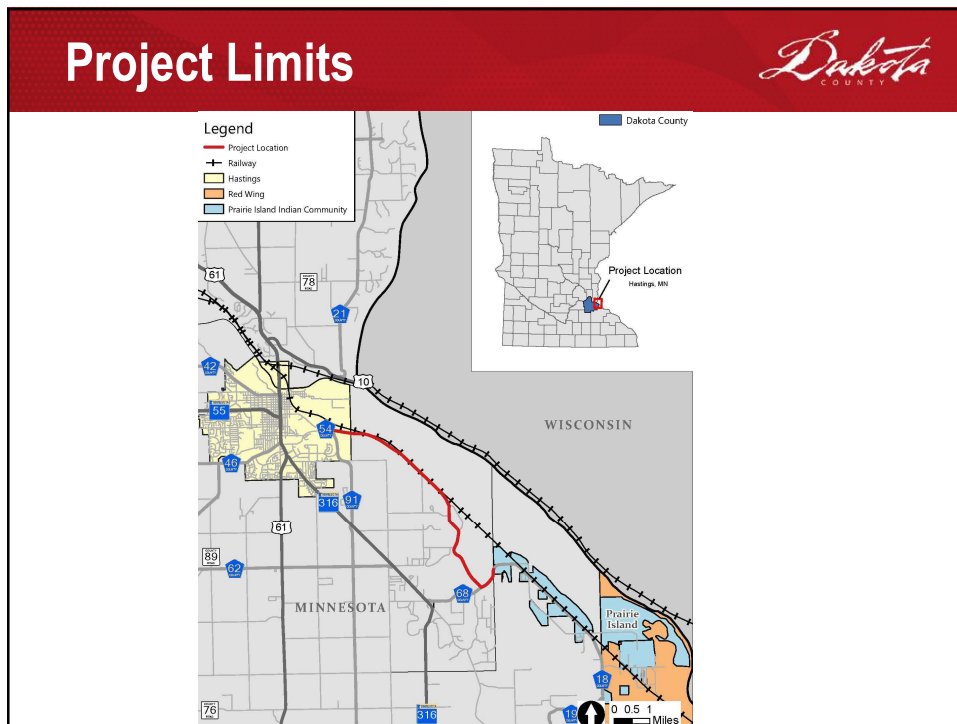 Project Limits
Dakota
COUNTY
Legend
Project Location
Railway
Hastings
Red Wing
Prairie Island Indian Community
Dakota County
Project Location
Hastings, MN
61
78
21
42
10
55
54
WISCONSIN
46
316
91
61
89
62
68
MINNESOTA
Prairie
Island
18
76
316
19
0 0.5 1
Miles